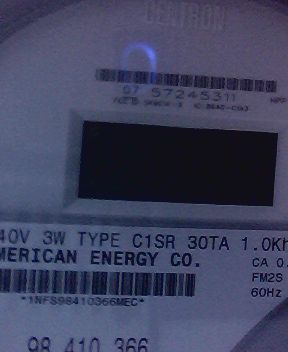 CENTRON
07 57245311
40V 3W TYPE C1SR 30TA 1.0Kh
MERICAN ENERGY CO.
CA 0.
FM2S
60Hz
*1NFS98410366MEC*
98 410 366